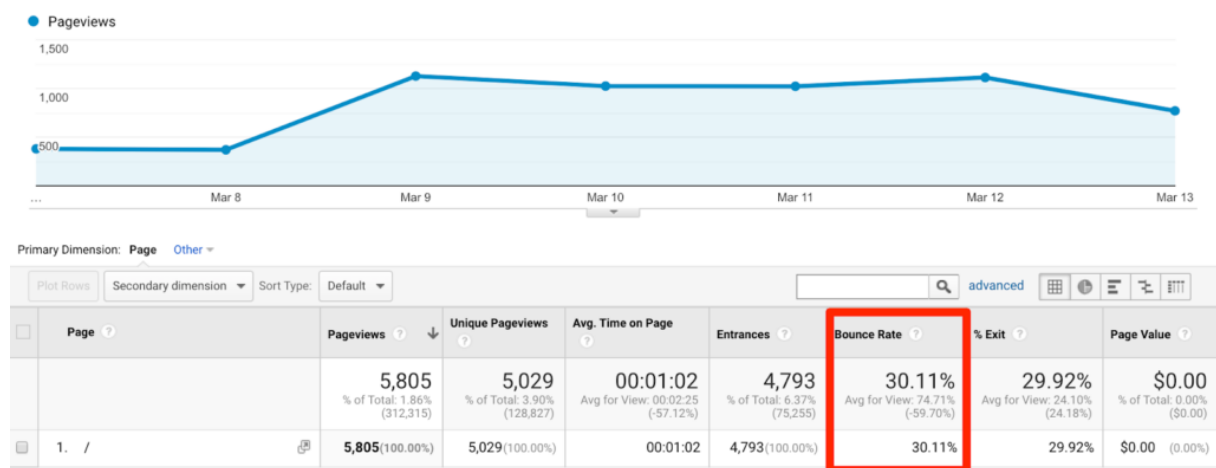 Pageviews
1,500
1,000
500
... Mar 8 Mar 9 Mar 10 Mar 11 Mar 12 Mar 13
Primary Dimension: Page Other
Plot Rows Secondary dimension Sort Type: Default advanced
Page ? Pageviews ? Unique Pageviews ? Avg. Time on Page ? Entrances ? Bounce Rate ? % Exit ? Page Value ?
5,805 5,029 00:01:02 4,793 30.11% 29.92% $0.00
% of Total: 1.86% % of Total: 3.90% Avg for View: 00:02:25 % of Total: 6.37% Avg for View: 74.71% Avg for View: 24.10% % of Total: 0.00%
(312,315) (128,827) (-57.12%) (75,255) (-59.70%) (24.18%) ($0.00)
1. / 5,805(100.00%) 5,029(100.00%) 00:01:02 4,793(100.00%) 30.11% 29.92% $0.00 (0.00%)